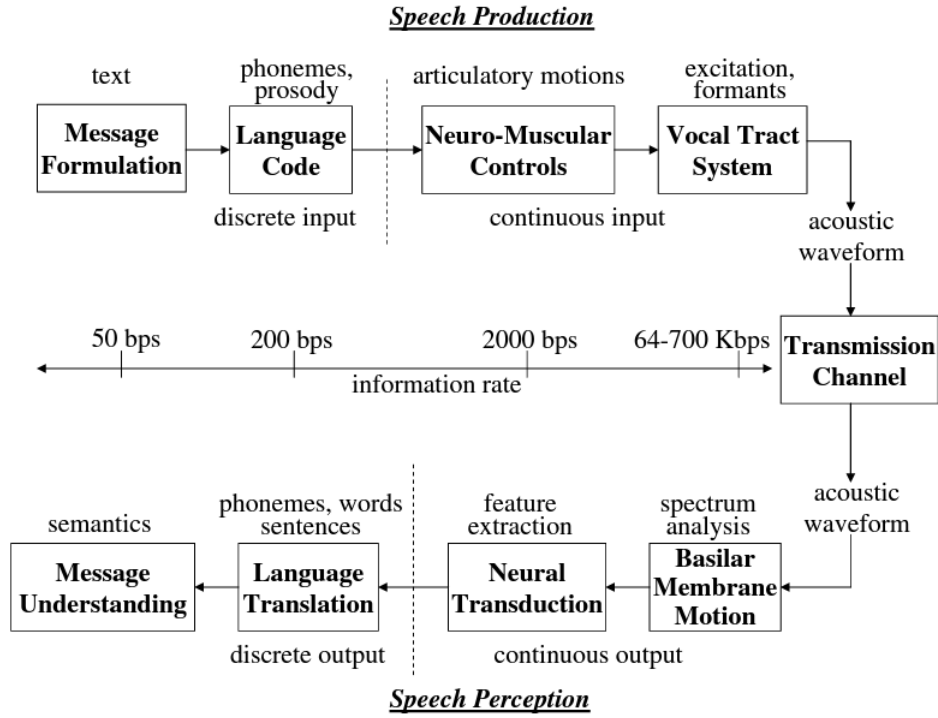 Speech Production
text
phonemes,
prosody
articulatory motions
excitation,
formants
Message
Formulation
Language
Code
Neuro-Muscular
Controls
Vocal Tract
System
discrete input
continuous input
acoustic
waveform
50 bps
200 bps
2000 bps
64-700 Kbps
information rate
Transmission
Channel
acoustic
waveform
semantics
phonemes, words
sentences
feature
extraction
spectrum
analysis
Message
Understanding
Language
Translation
Neural
Transduction
Basilar
Membrane
Motion
discrete output
continuous output
Speech Perception